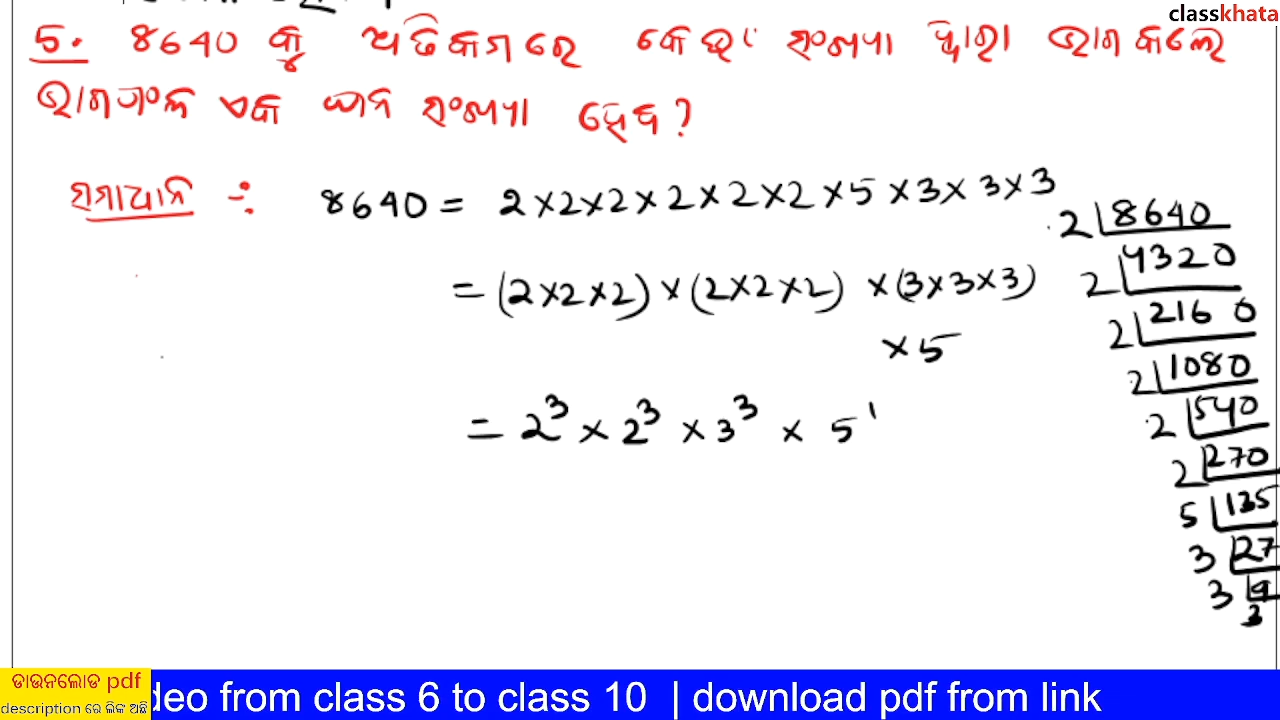 classkhata
5. 8640 କୁ ଅତିକମରେ କେଉଁ ସଂଖ୍ୟା ଦ୍ୱାରା ଭାଗକଲେ
ଭାଗଫଳ ଏକ ଘନ ସଂଖ୍ୟା ହେବ?
ସମାଧାନ ÷ 8640 = 2×2×2×2×2×2×5×3×3×3
= (2×2×2)×(2×2×2) ×(3×3×3)
×5
= 2³ × 2³ × 3³ × 5¹
2 8640
2 4320
2 2160
2 1080
2 540
2 270
5 135
3 27
3 9
3
ଡାଉନଲୋଡ pdf
description ରେ ଲିଙ୍କ ଅଛି
deo from class 6 to class 10 | download pdf from link